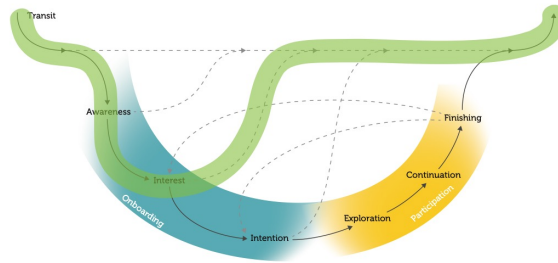 Transit
Awareness
Interest
Onboarding
Intention
Exploration
Continuation
Participation
Finishing